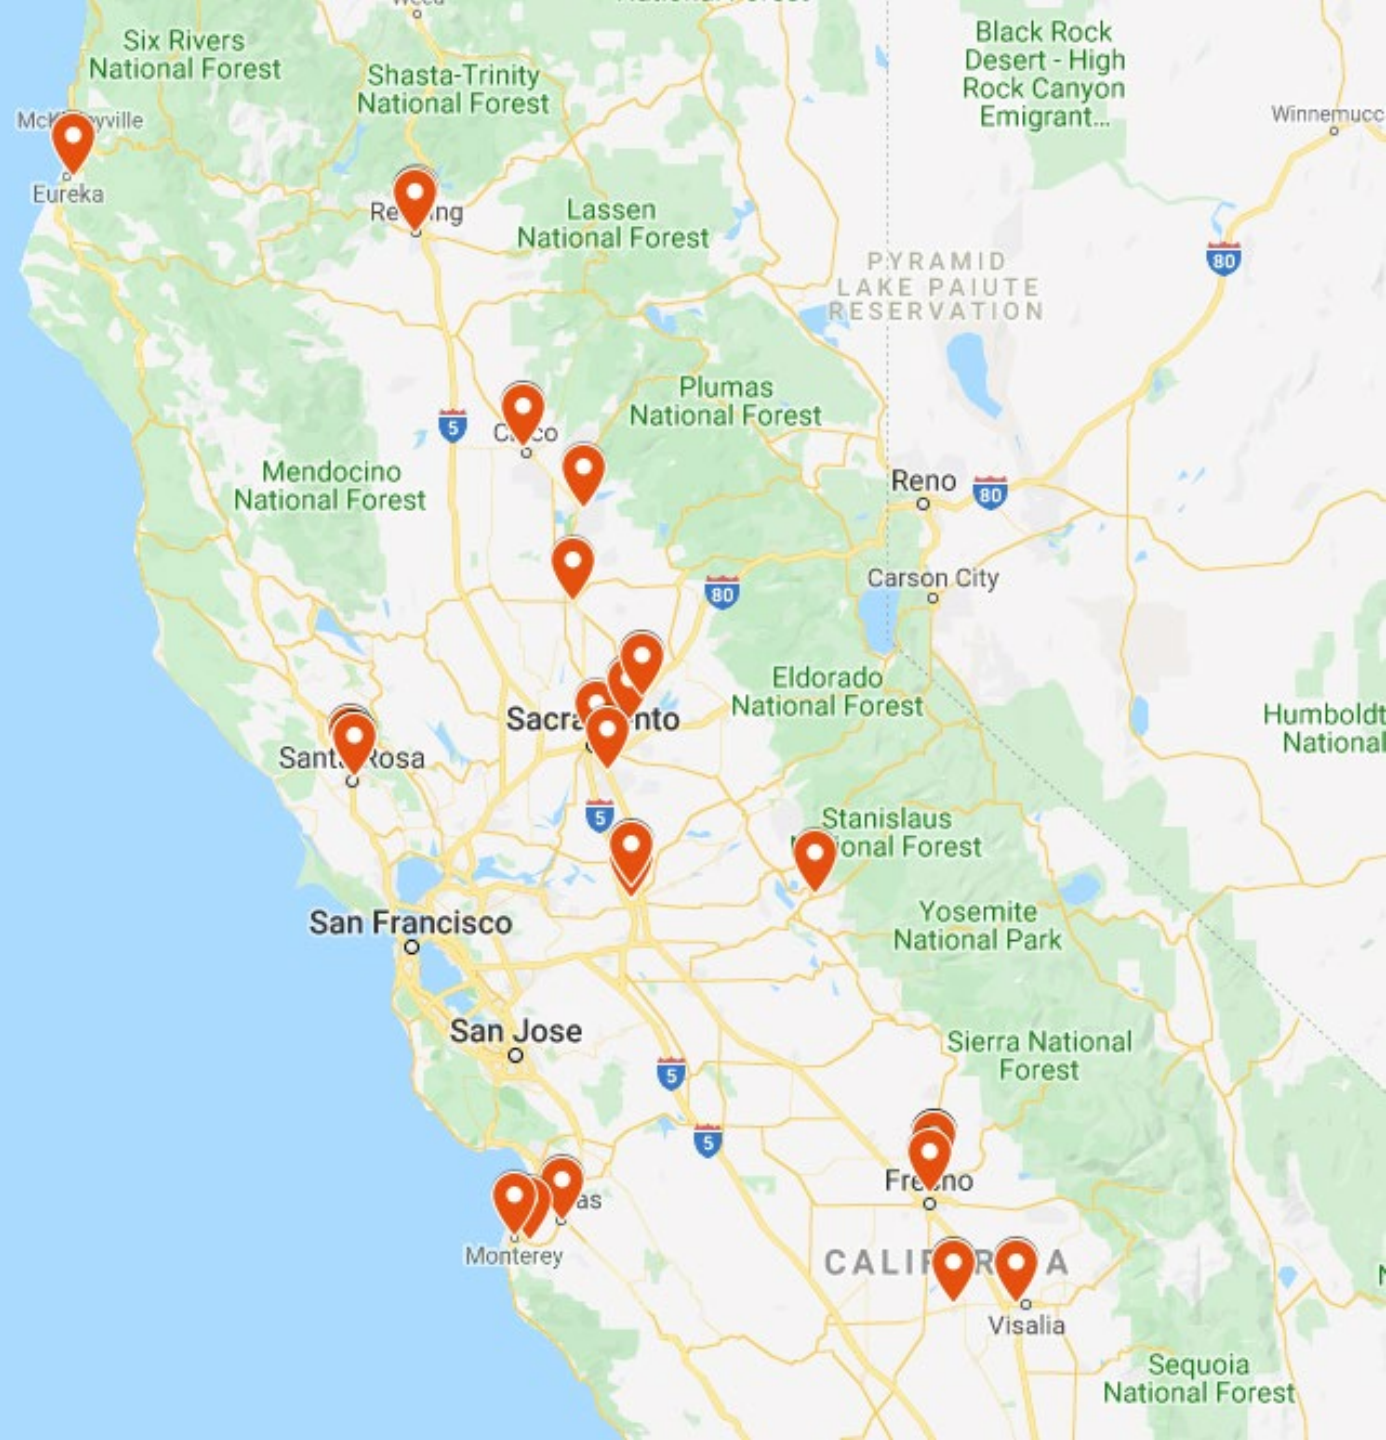 Six Rivers
National Forest
Shasta-Trinity
National Forest
Black Rock
Desert - High
Rock Canyon
Emigrant...
Eureka
Lassen
National Forest
80
PYRAMID
LAKE PAIUTE
RESERVATION
Plumas
National Forest
5
Mendocino
National Forest
Reno
80
Carson City
80
Eldorado
National Forest
5
Stanislaus
San Francisco
Yosemite
National Park
San Jose
Sierra National
Forest
5
5
Monterey
Visalia
Sequoia
National Forest
Humboldt
National